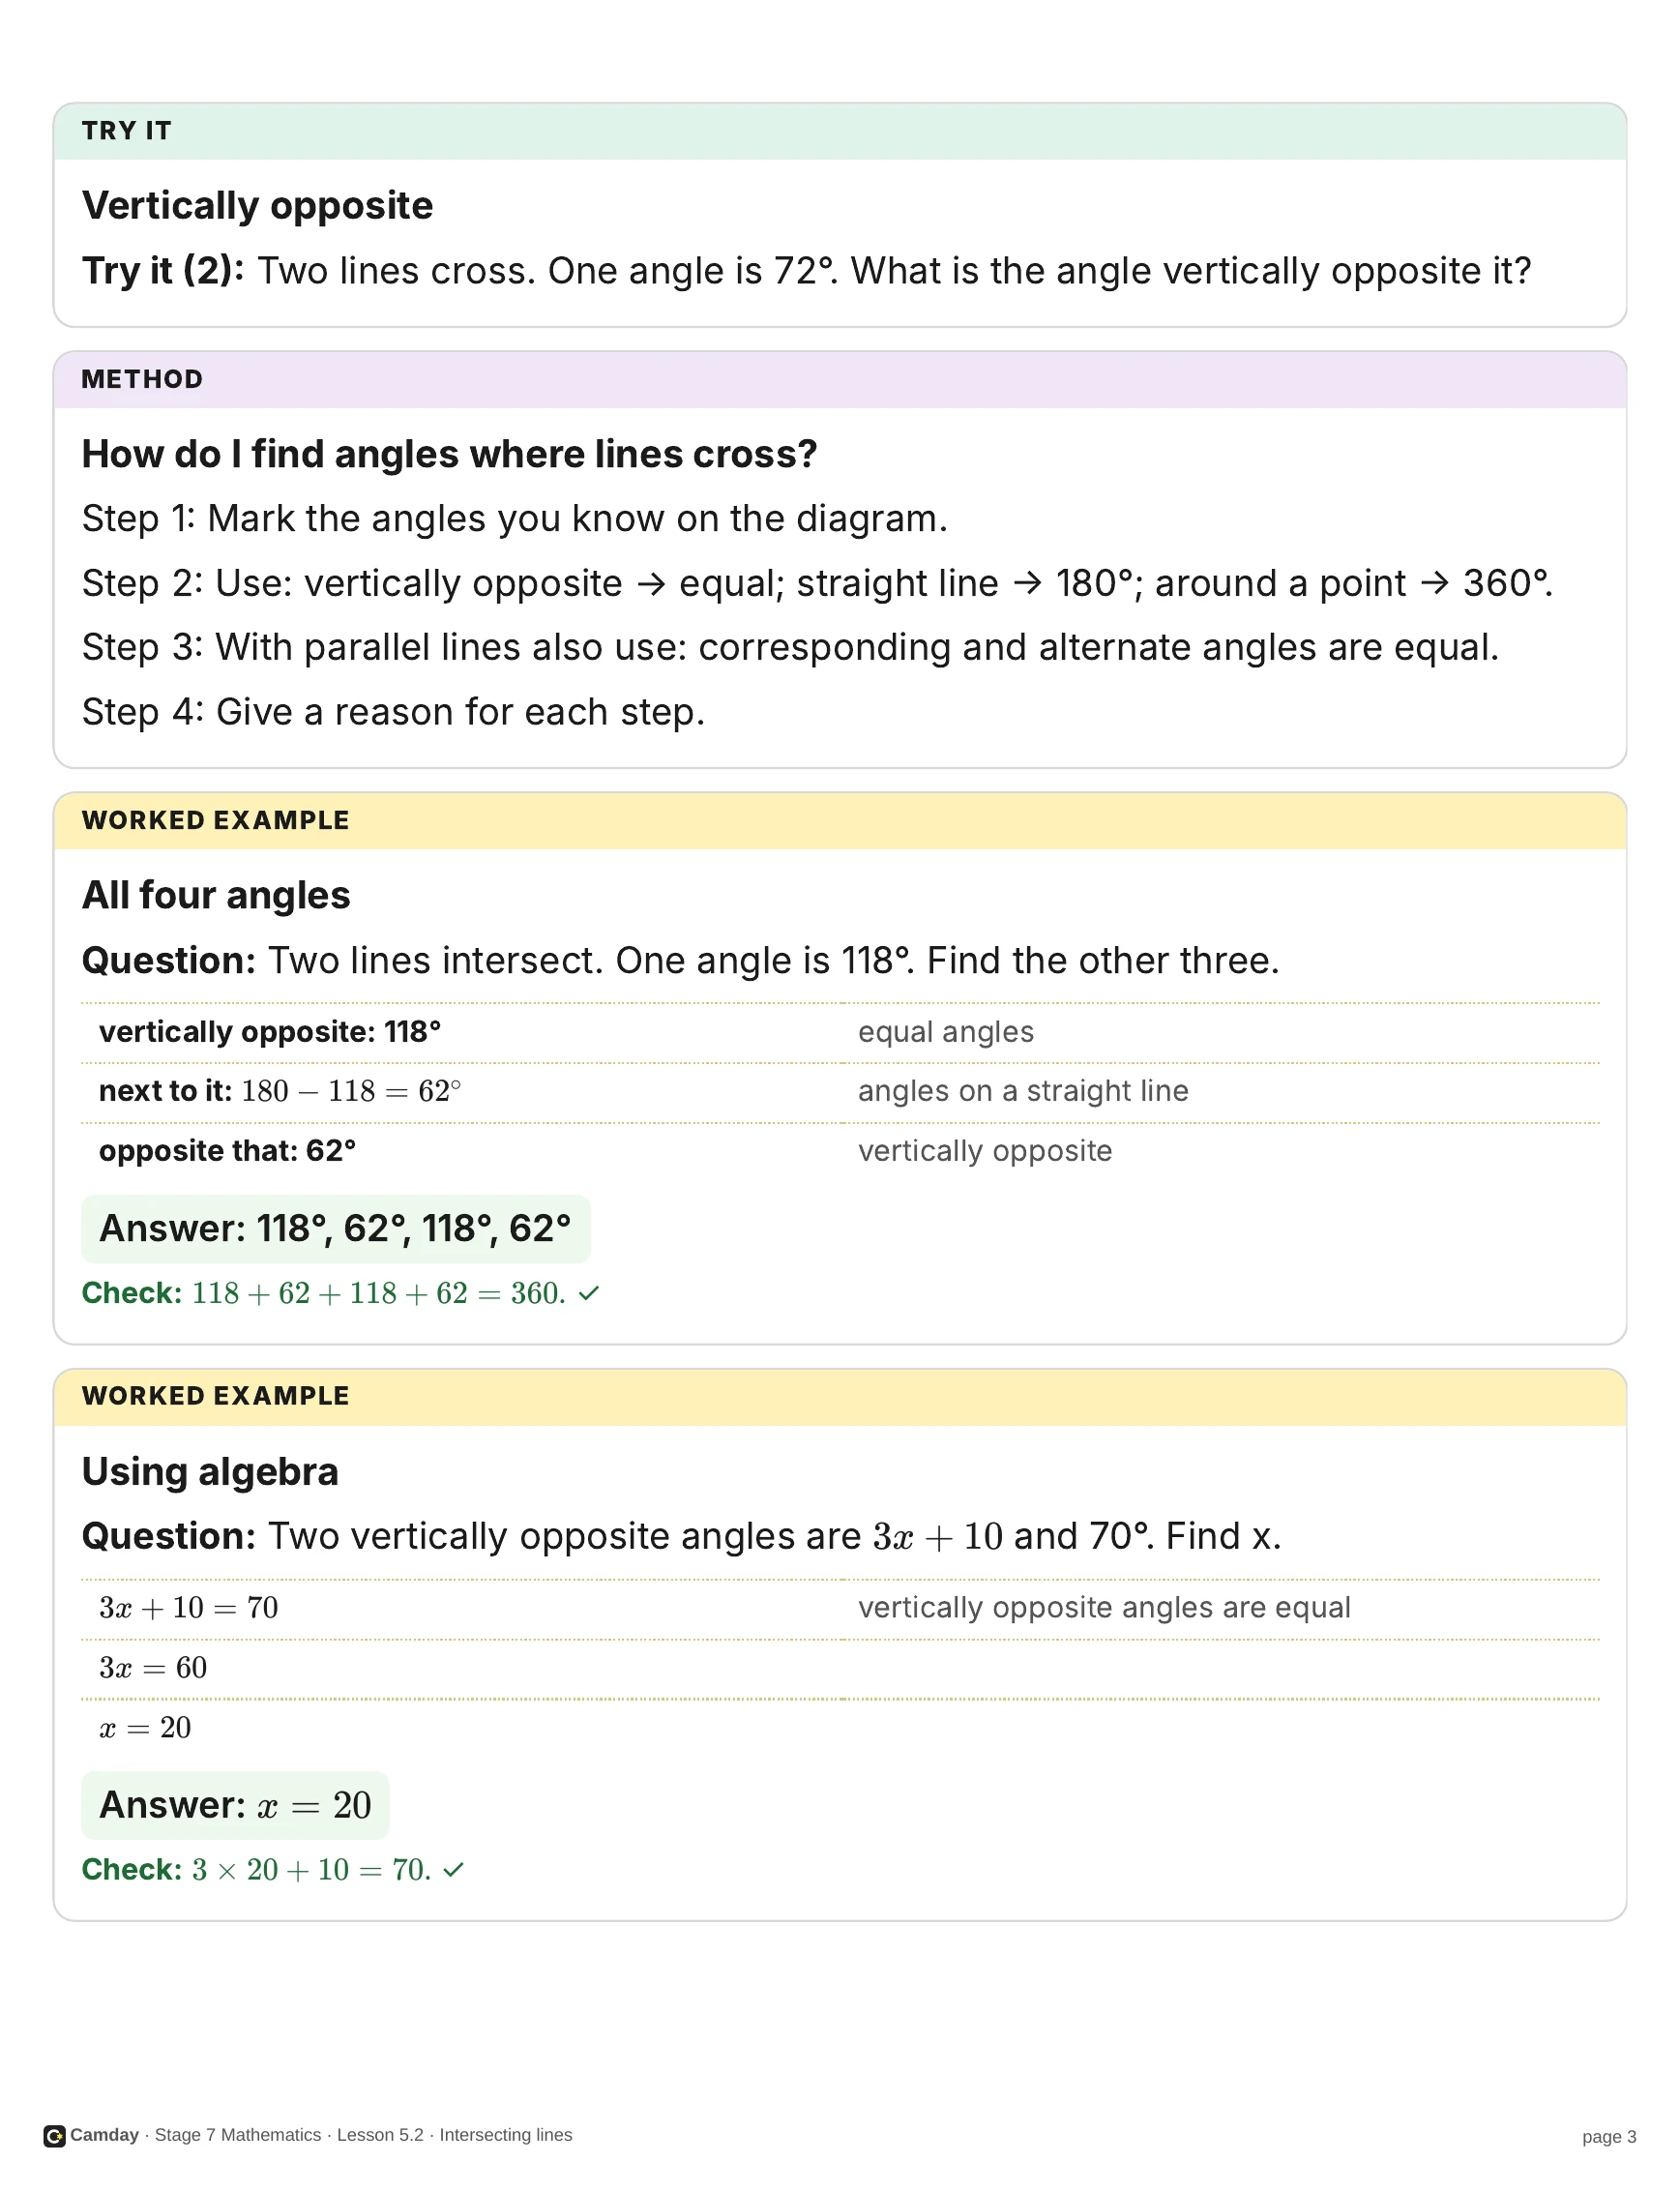 TRY IT
Vertically opposite
Try it (2): Two lines cross. One angle is 72°. What is the angle vertically opposite it?
METHOD
How do I find angles where lines cross?
Step 1: Mark the angles you know on the diagram.
Step 2: Use: vertically opposite → equal; straight line → 180°; around a point → 360°.
Step 3: With parallel lines also use: corresponding and alternate angles are equal.
Step 4: Give a reason for each step.
WORKED EXAMPLE
All four angles
Question: Two lines intersect. One angle is 118°. Find the other three.
vertically opposite: 118° equal angles
next to it: 180 − 118 = 62° angles on a straight line
opposite that: 62° vertically opposite
Answer: 118°, 62°, 118°, 62°
Check: 118 + 62 + 118 + 62 = 360. ✓
WORKED EXAMPLE
Using algebra
Question: Two vertically opposite angles are 3x + 10 and 70°. Find x.
3x + 10 = 70 vertically opposite angles are equal
3x = 60
x = 20
Answer: x = 20
Check: 3 × 20 + 10 = 70. ✓
Camday · Stage 7 Mathematics · Lesson 5.2 · Intersecting lines page 3